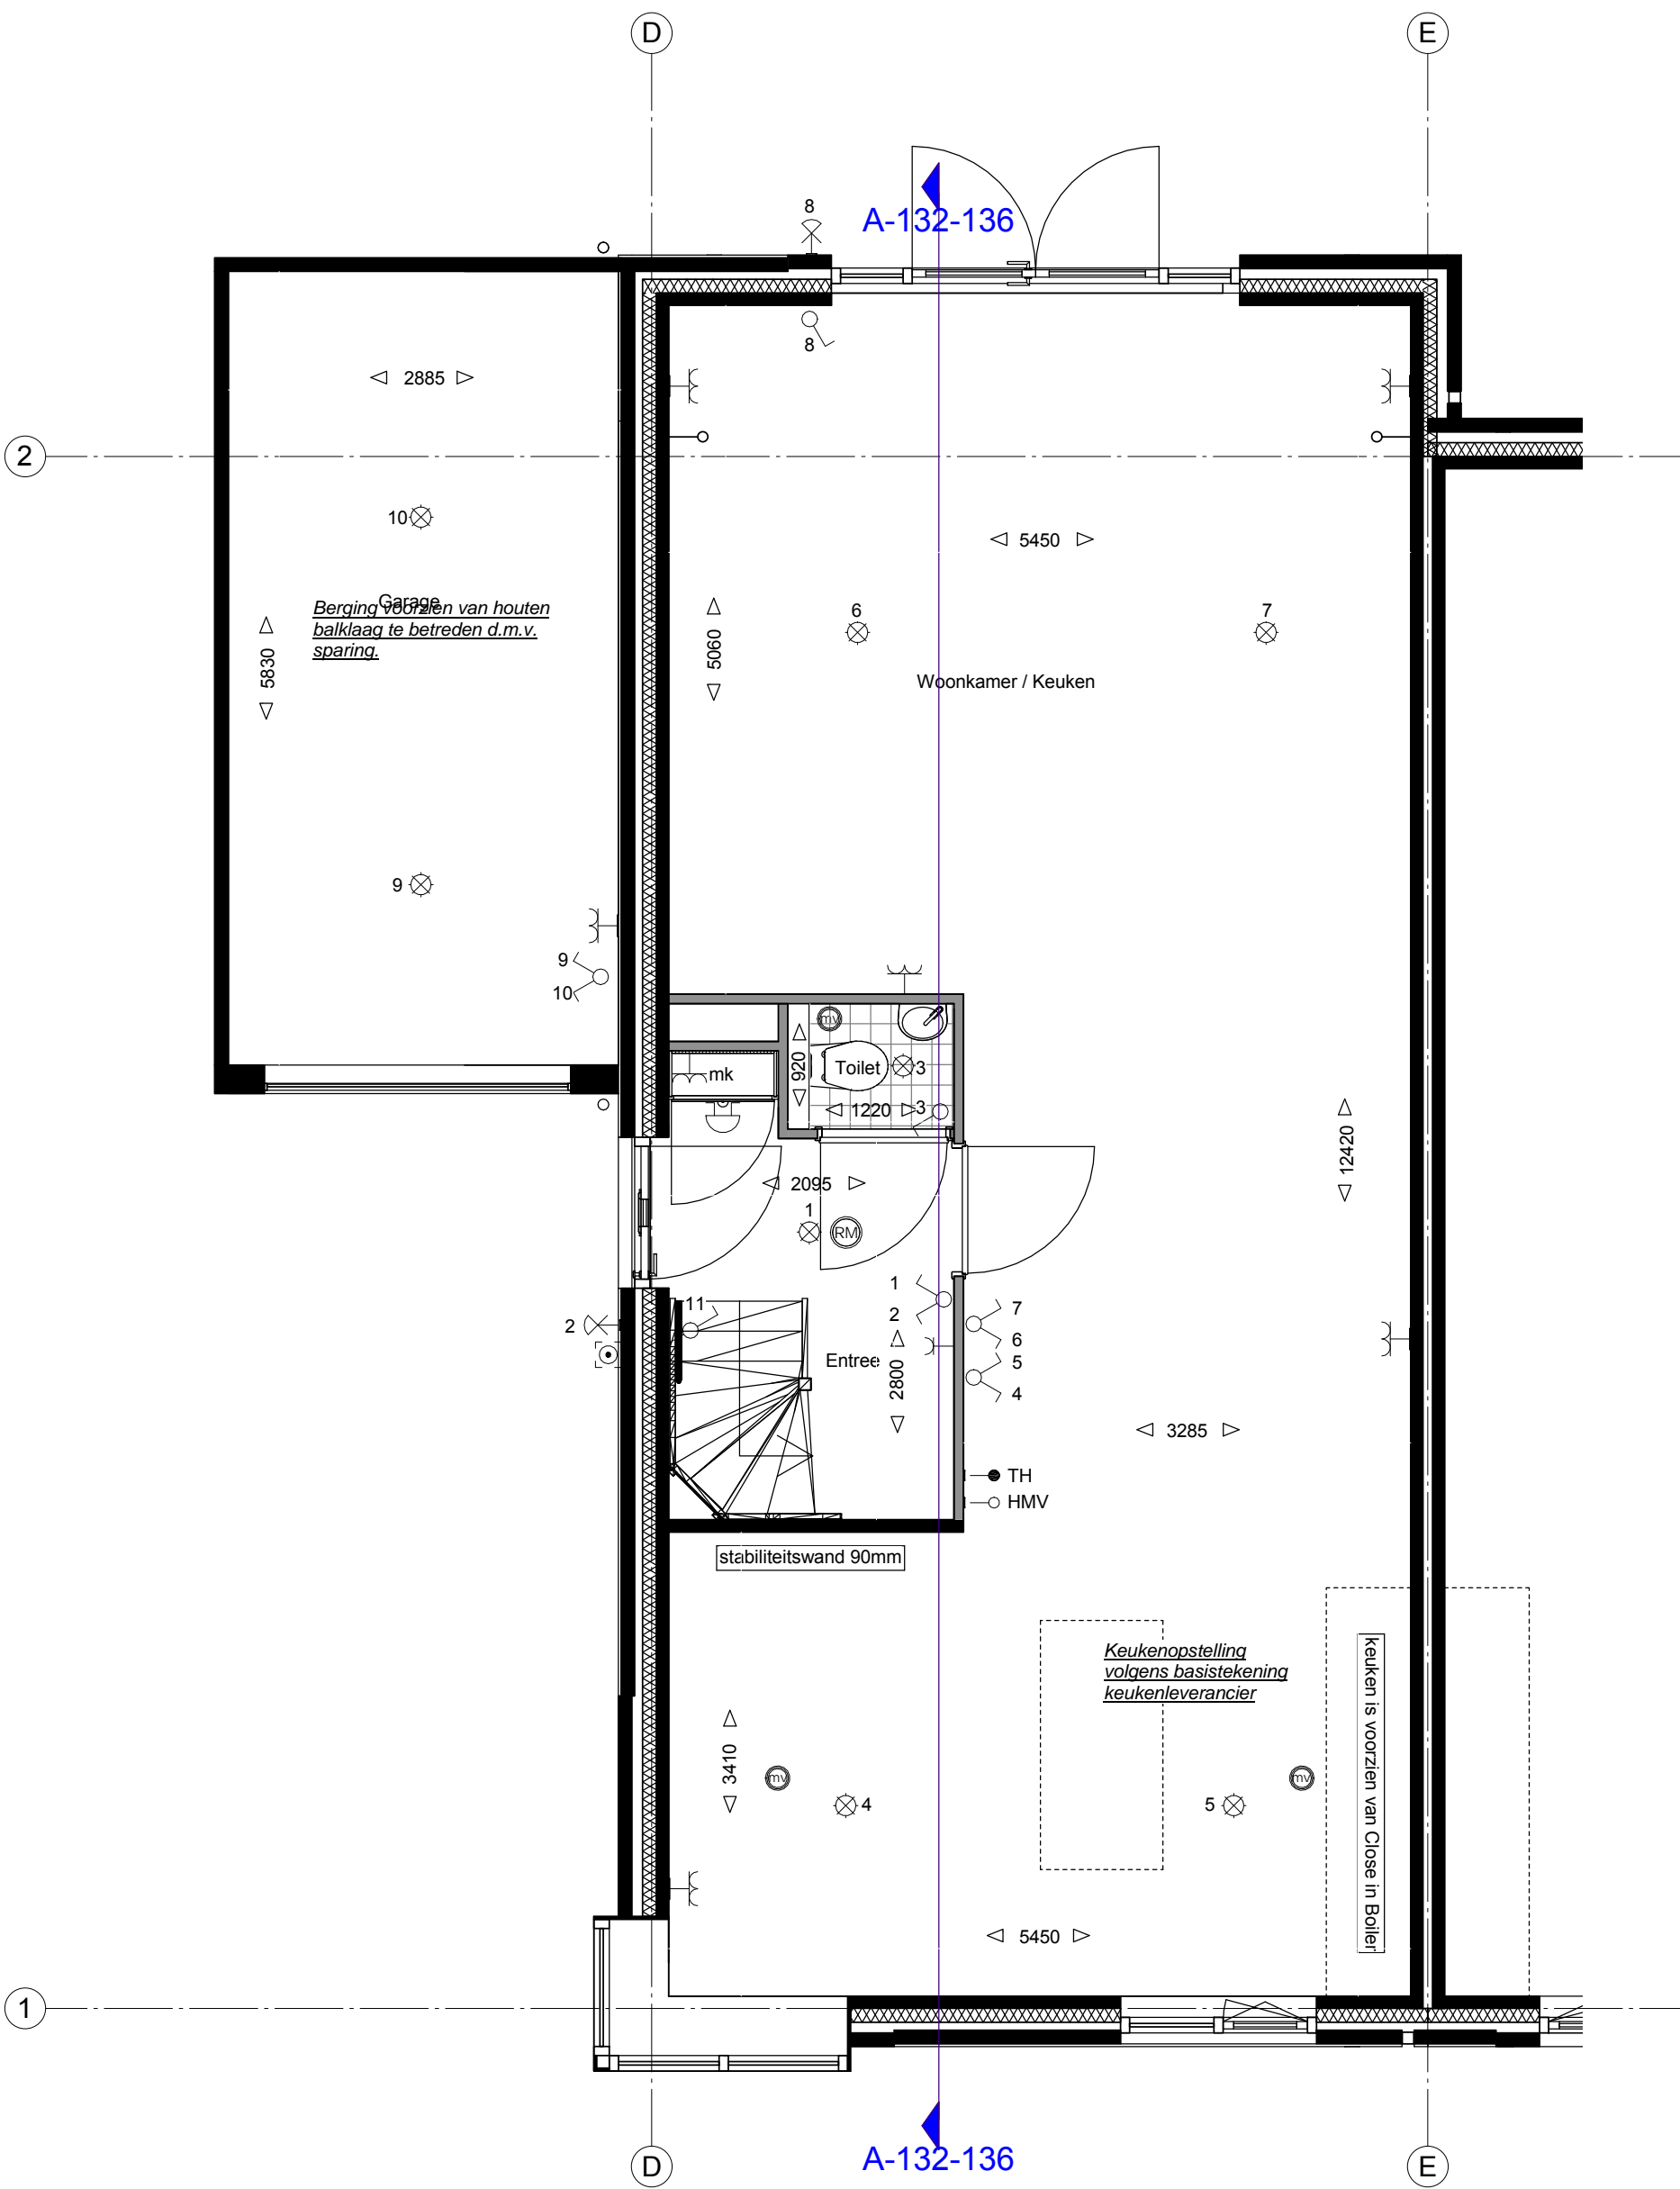 D
E
8
A-132-136
8
2885
2
10
5450
Garage
Berging voorzien van houten
balklaag te betreden d.m.v.
sparing.
6
7
5060
5830
Woonkamer / Keuken
9
9
10
mv
mk
920
Toilet
3
1220
3
12420
2095
1
RM
1
2
11
7
6
2
Entree
2800
5
4
3285
TH
HMV
stabiliteitswand 90mm
Keukenopstelling
volgens basistekening
keukenleverancier
keuken is voorzien van Close in Boiler
3410
mv
mv
4
5
5450
1
D
A-132-136
E